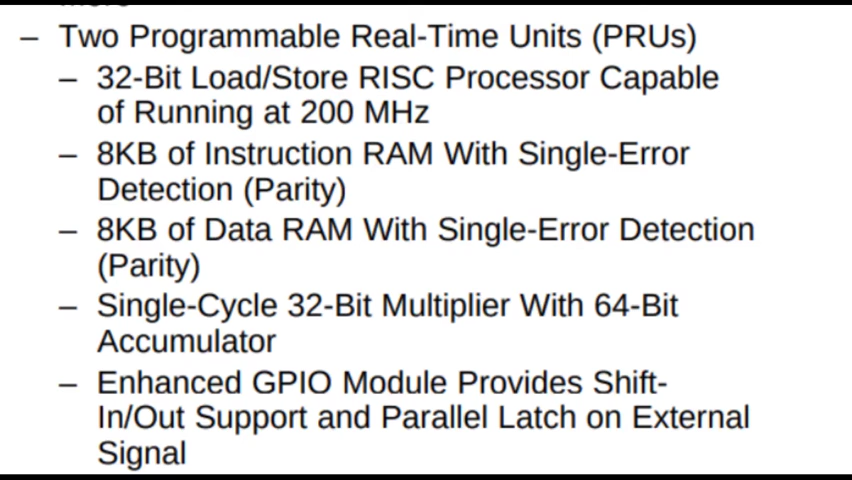 – Two Programmable Real-Time Units (PRUs)
– 32-Bit Load/Store RISC Processor Capable
of Running at 200 MHz
– 8KB of Instruction RAM With Single-Error
Detection (Parity)
– 8KB of Data RAM With Single-Error Detection
(Parity)
– Single-Cycle 32-Bit Multiplier With 64-Bit
Accumulator
– Enhanced GPIO Module Provides Shift-
In/Out Support and Parallel Latch on External
Signal